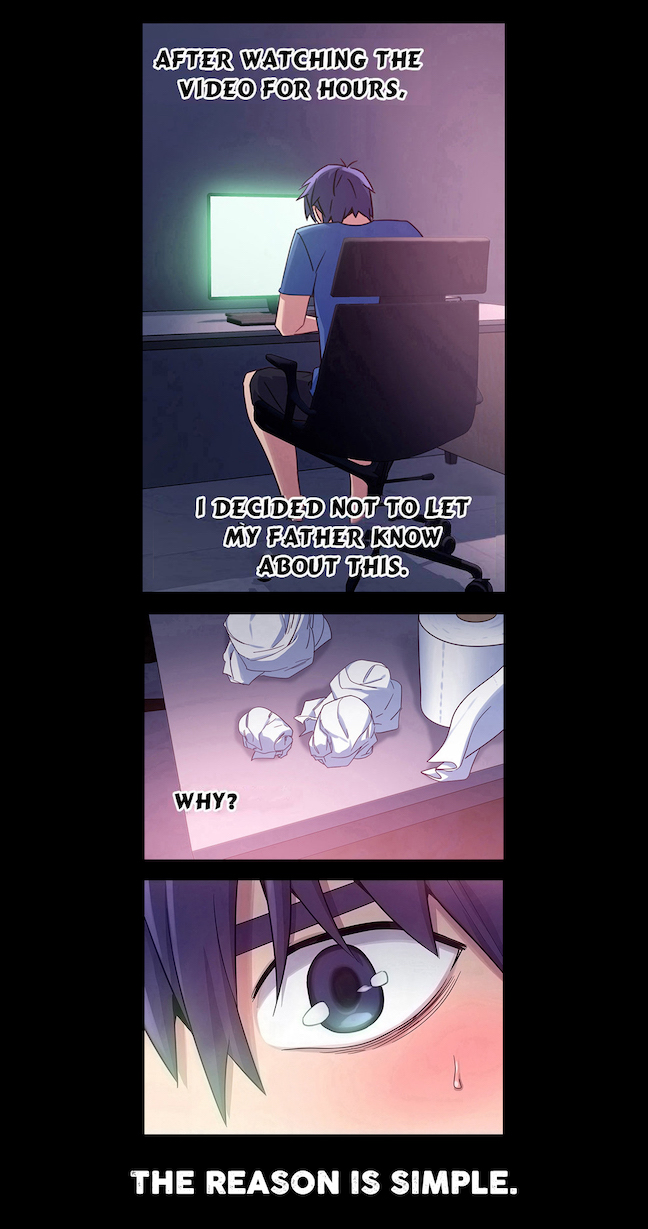 AFTER WATCHING THE
VIDEO FOR HOURS,
I DECIDED NOT TO LET
MY FATHER KNOW
ABOUT THIS.
WHY?
THE REASON IS SIMPLE.